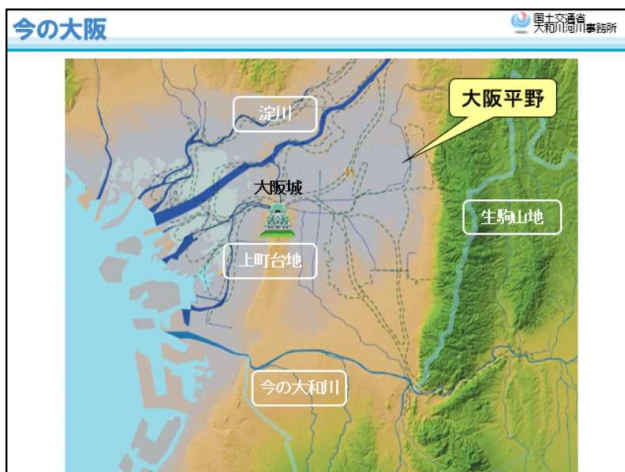 今の大阪
国土交通省
大和川河川事務所
淀川
大阪平野
大阪城
生駒山地
上町台地
今の大和川